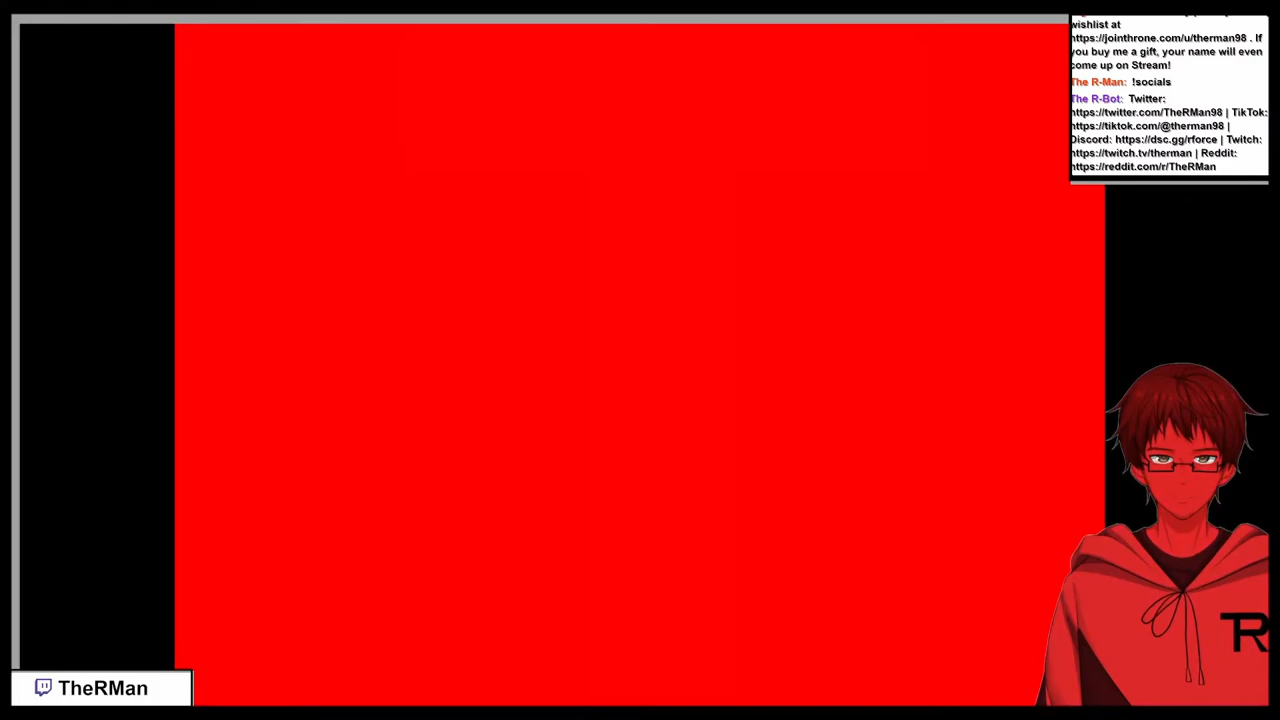 wishlist at
https://jointhrone.com/u/therman98 . If
you buy me a gift, your name will even
come up on Stream!
The R-Man: !socials
The R-Bot: Twitter:
https://twitter.com/TheRMan98 | TikTok:
https://tiktok.com/@therman98 |
Discord: https://dsc.gg/rforce | Twitch:
https://twitch.tv/therman | Reddit:
https://reddit.com/r/TheRMan
TR
TheRMan